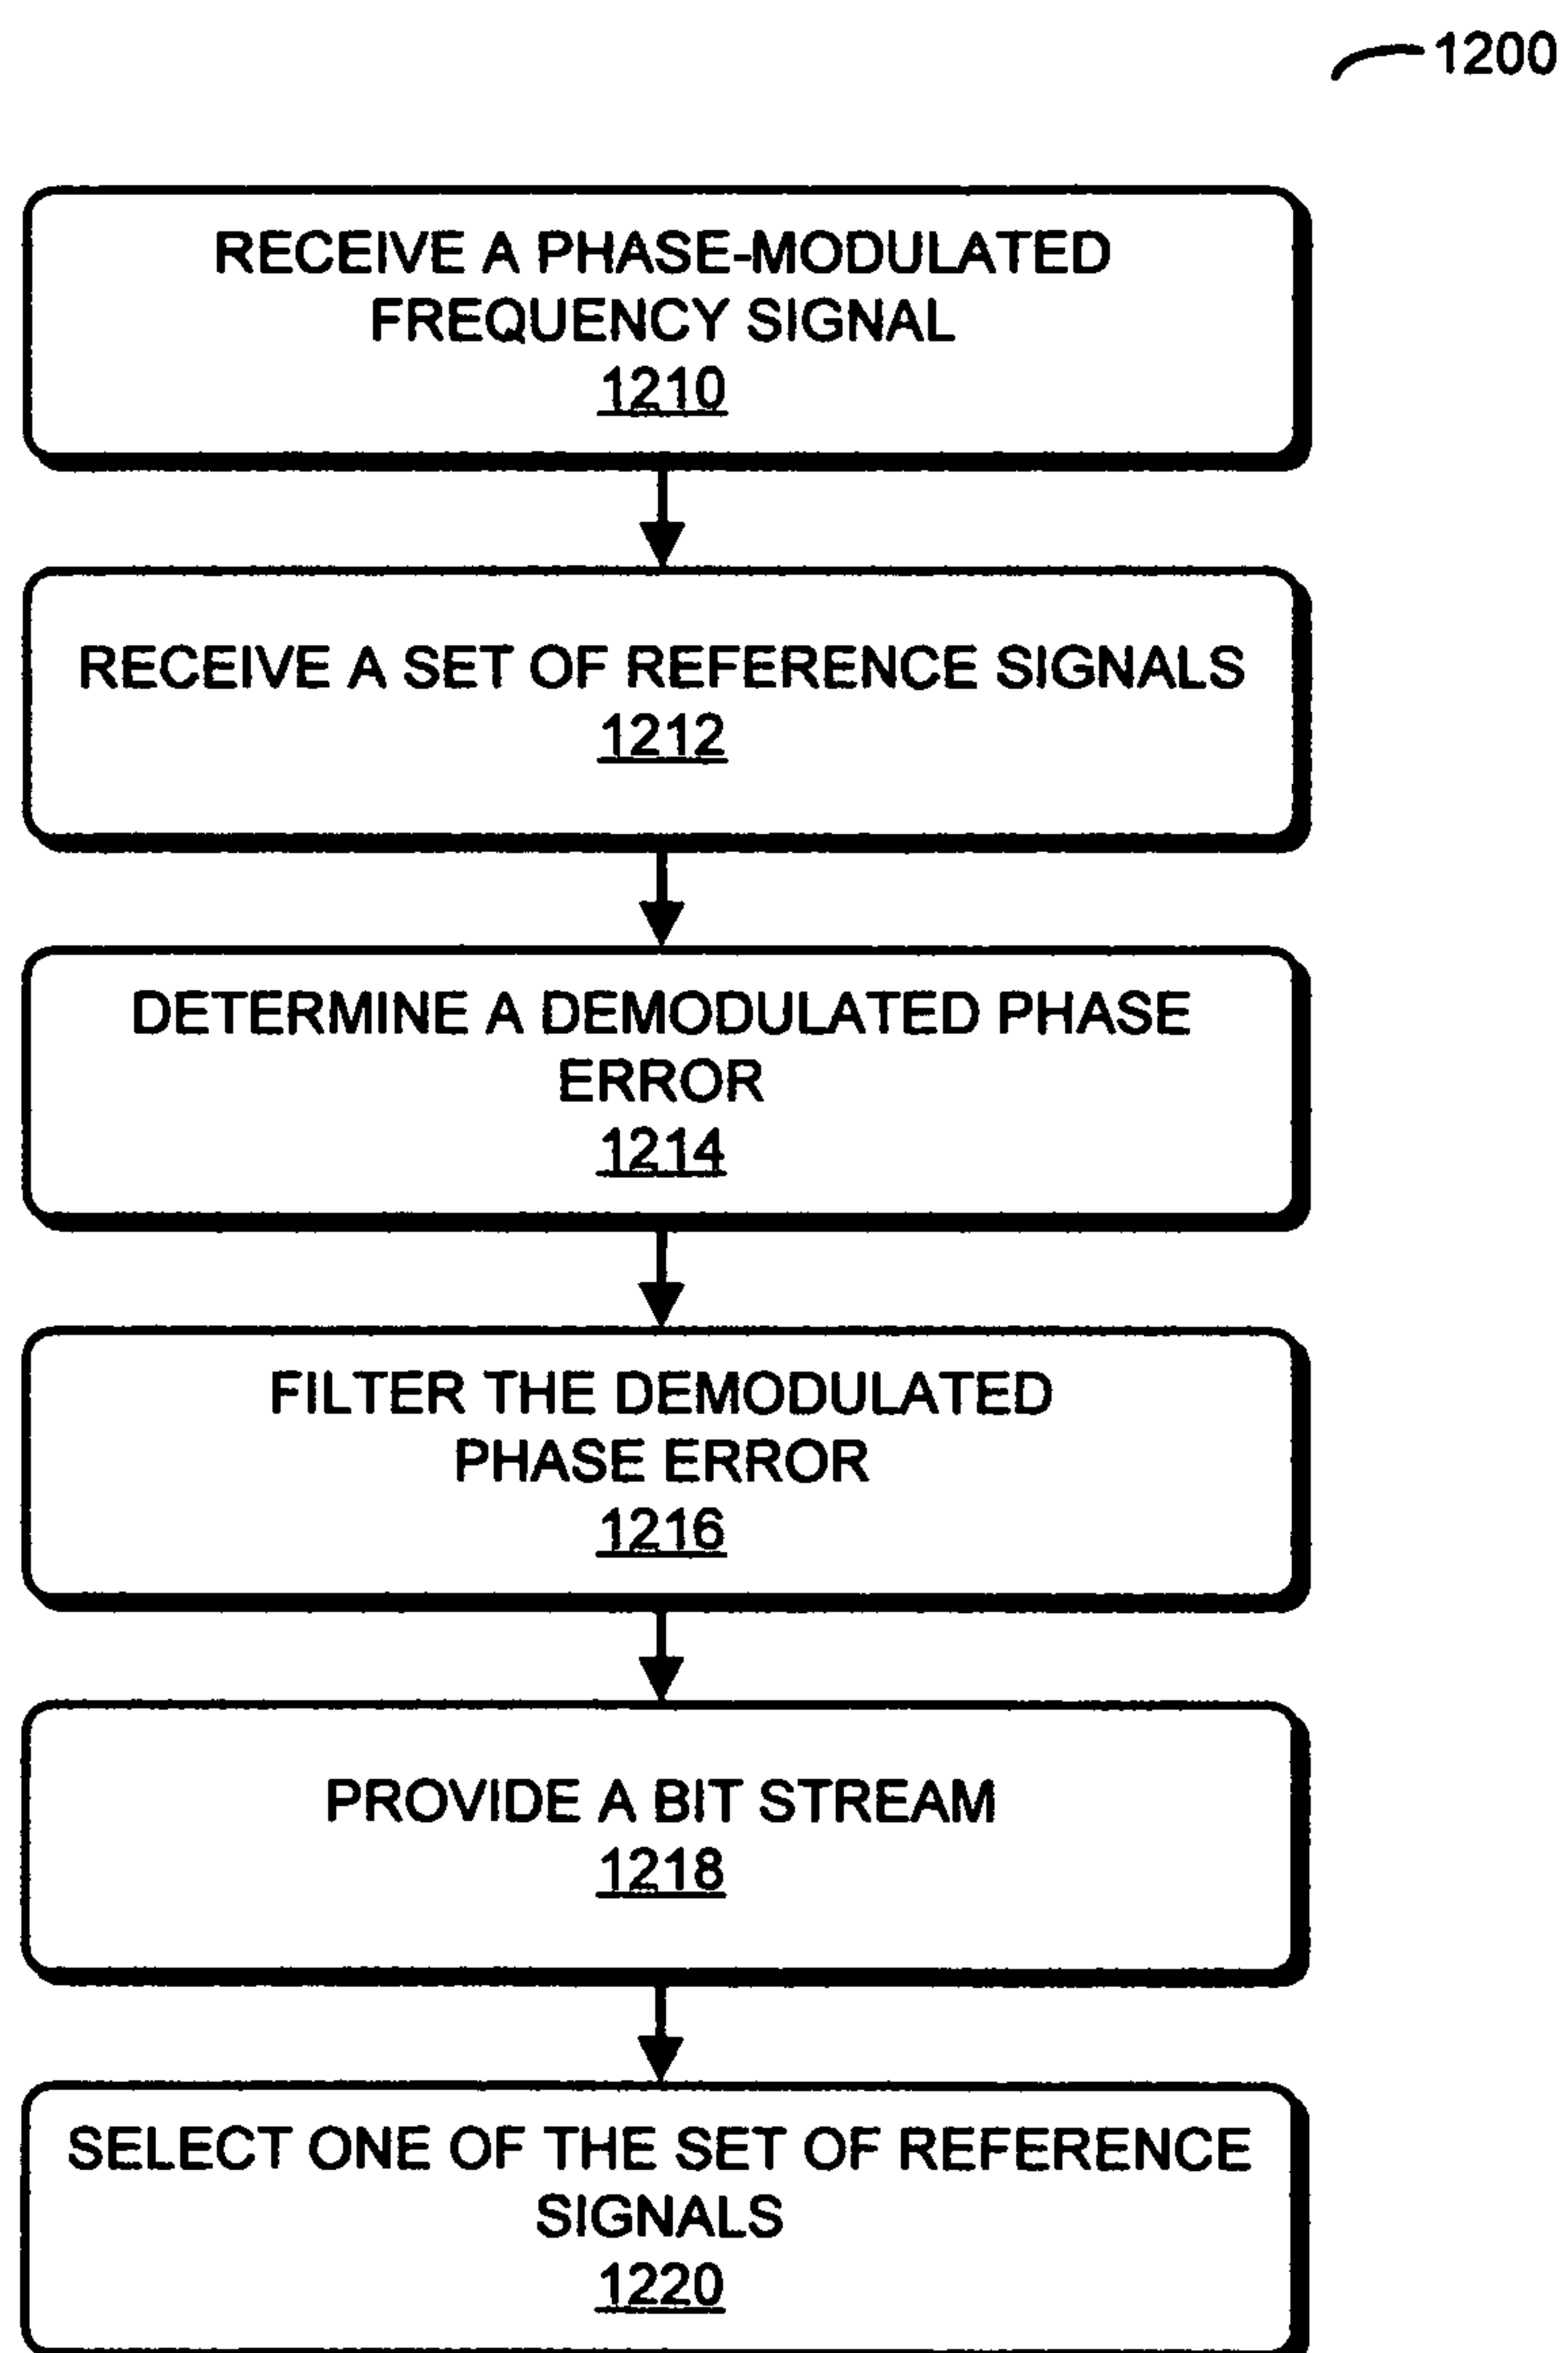 1200
RECEIVE A PHASE-MODULATED
FREQUENCY SIGNAL
1210
RECEIVE A SET OF REFERENCE SIGNALS
1212
DETERMINE A DEMODULATED PHASE
ERROR
1214
FILTER THE DEMODULATED
PHASE ERROR
1216
PROVIDE A BIT STREAM
1218
SELECT ONE OF THE SET OF REFERENCE
SIGNALS
1220